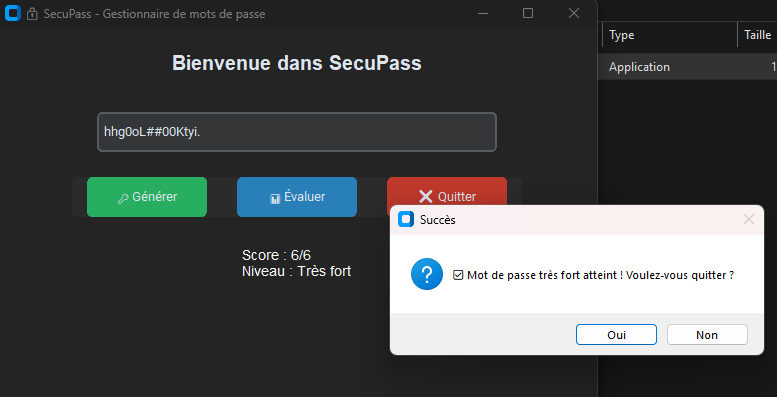 SecuPass - Gestionnaire de mots de passe
Type
Taille
Bienvenue dans SecuPass
Application
1
hhg0oL##00Ktyi.
Générer
Évaluer
Quitter
Succès
Score : 6/6
Niveau : Très fort
Mot de passe très fort atteint ! Voulez-vous quitter ?
Oui
Non